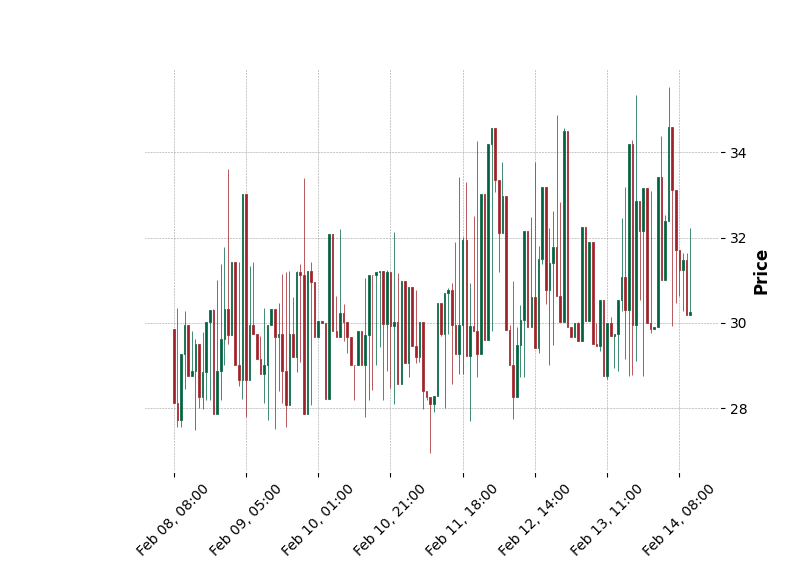 34
32
30
28
Price
Feb 08, 08:00
Feb 09, 05:00
Feb 10, 01:00
Feb 10, 21:00
Feb 11, 18:00
Feb 12, 14:00
Feb 13, 11:00
Feb 14, 08:00